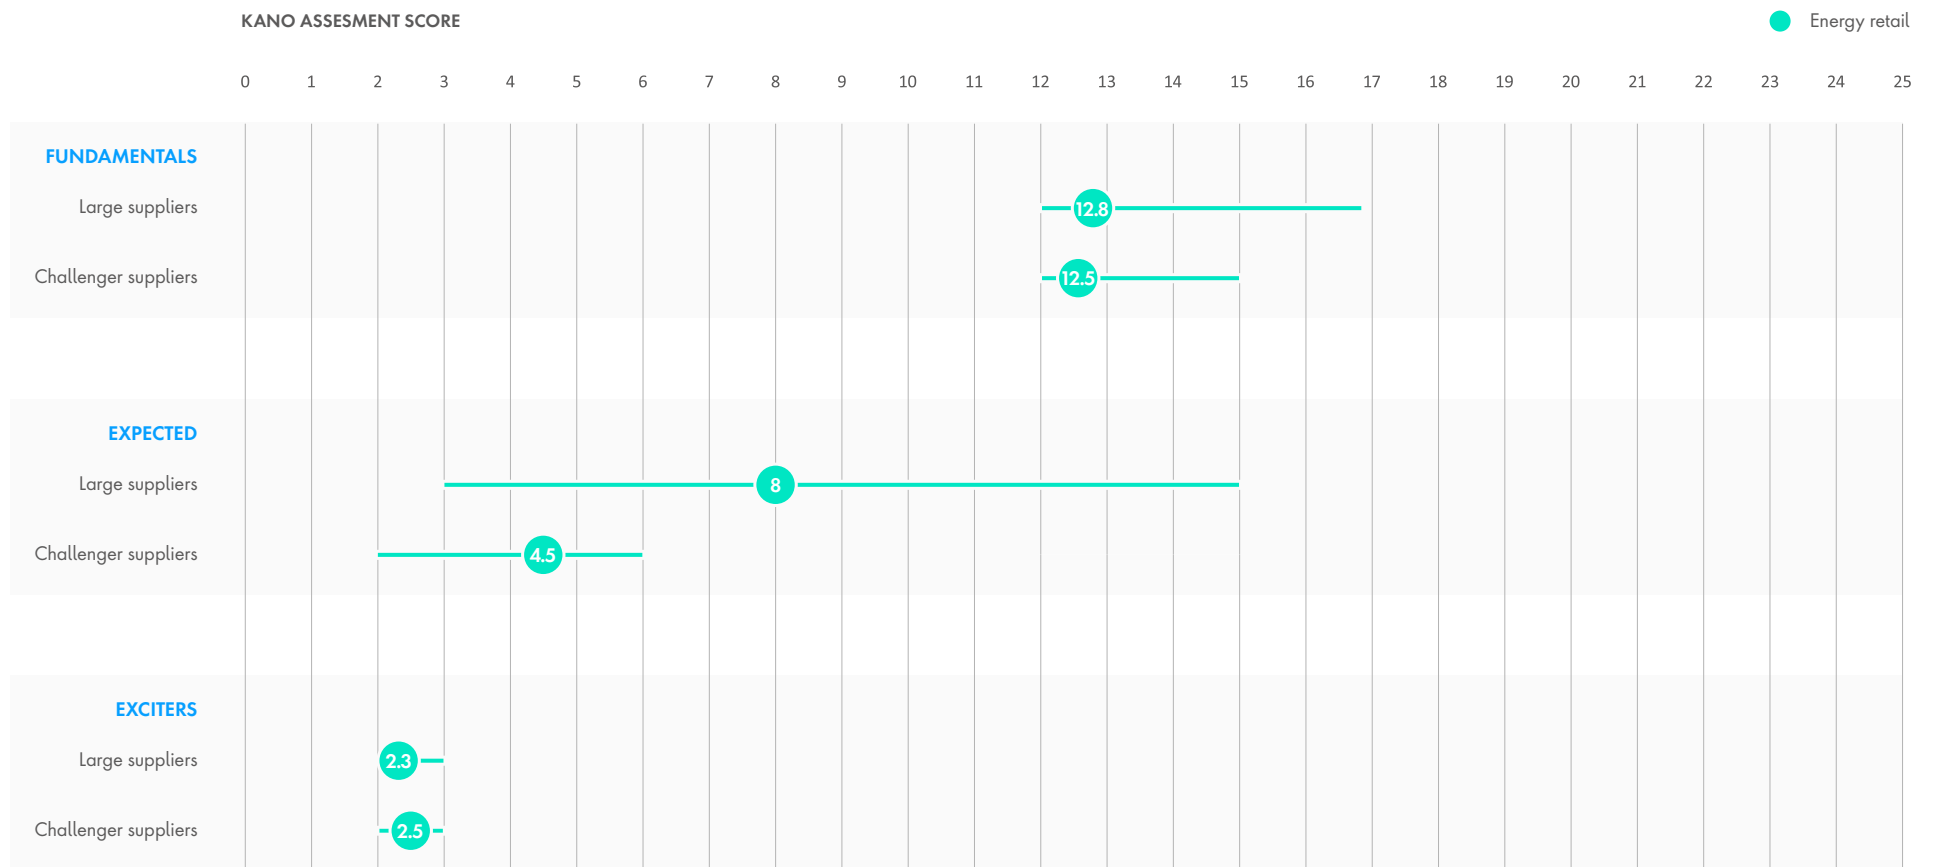 KANO ASSESMENT SCORE
Energy retail
0 1 2 3 4 5 6 7 8 9 10 11 12 13 14 15 16 17 18 19 20 21 22 23 24 25
FUNDAMENTALS
Large suppliers 12.8
Challenger suppliers 12.5
EXPECTED
Large suppliers 8
Challenger suppliers 4.5
EXCITERS
Large suppliers 2.3
Challenger suppliers 2.5